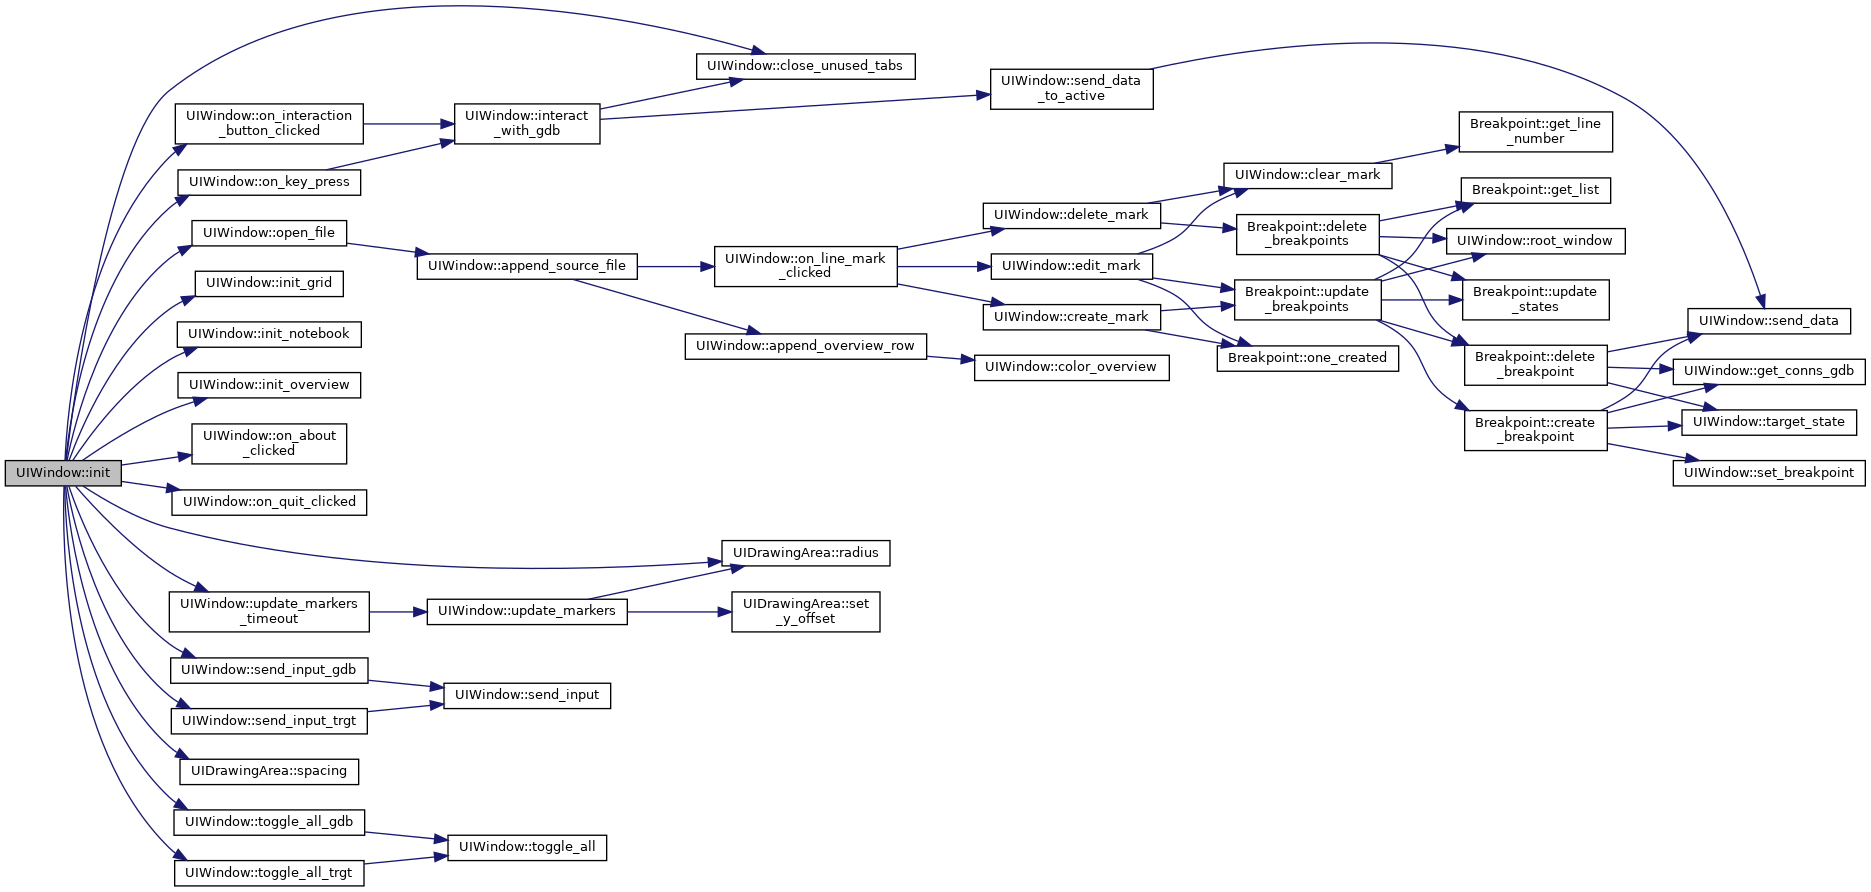 UIWindow::init
UIWindow::close_unused_tabs
UIWindow::on_interaction
_button_clicked
UIWindow::interact
_with_gdb
UIWindow::send_data
_to_active
UIWindow::on_key_press
UIWindow::open_file
UIWindow::append_source_file
UIWindow::on_line_mark
_clicked
UIWindow::delete_mark
UIWindow::edit_mark
UIWindow::create_mark
UIWindow::clear_mark
Breakpoint::get_line
_number
Breakpoint::delete
_breakpoints
Breakpoint::update
_breakpoints
Breakpoint::one_created
Breakpoint::get_list
UIWindow::root_window
Breakpoint::update
_states
Breakpoint::delete
_breakpoint
Breakpoint::create
_breakpoint
UIWindow::send_data
UIWindow::get_conns_gdb
UIWindow::target_state
UIWindow::set_breakpoint
UIWindow::append_overview_row
UIWindow::color_overview
UIWindow::init_grid
UIWindow::init_notebook
UIWindow::init_overview
UIWindow::on_about
_clicked
UIWindow::on_quit_clicked
UIDrawingArea::radius
UIWindow::update_markers
_timeout
UIWindow::update_markers
UIDrawingArea::set
_y_offset
UIWindow::send_input_gdb
UIWindow::send_input
UIWindow::send_input_trgt
UIDrawingArea::spacing
UIWindow::toggle_all_gdb
UIWindow::toggle_all
UIWindow::toggle_all_trgt